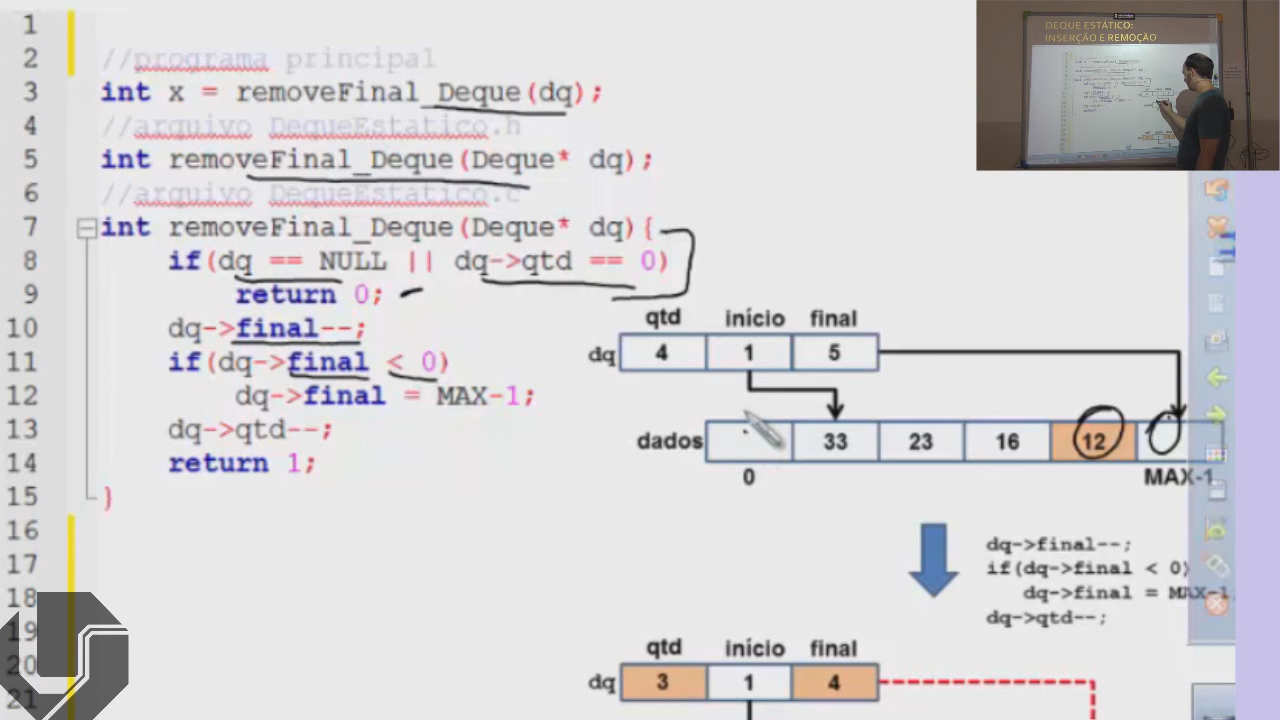 DEQUE ESTÁTICO:
INSERÇÃO E REMOÇÃO
1
2 //programa principal
3 int x = removeFinal_Deque(dq);
4 //arquivo DequeEstatico.h
5 int removeFinal_Deque(Deque* dq);
6 //arquivo DequeEstatico.c
7 int removeFinal_Deque(Deque* dq){
8 if(dq == NULL || dq->qtd == 0)
9 return 0;
10 dq->final--;
11 if(dq->final < 0)
12 dq->final = MAX-1;
13 dq->qtd--;
14 return 1;
15 }
16
17
18
19
20
21
qtd início final
dq 4 1 5
dados 33 23 16 12
0 MAX-1
dq->final--;
if(dq->final < 0)
dq->final = MAX-1;
dq->qtd--;
qtd início final
dq 3 1 4